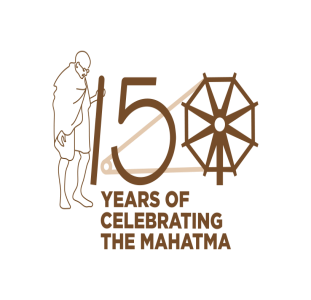 150
YEARS OF
CELEBRATING
THE MAHATMA